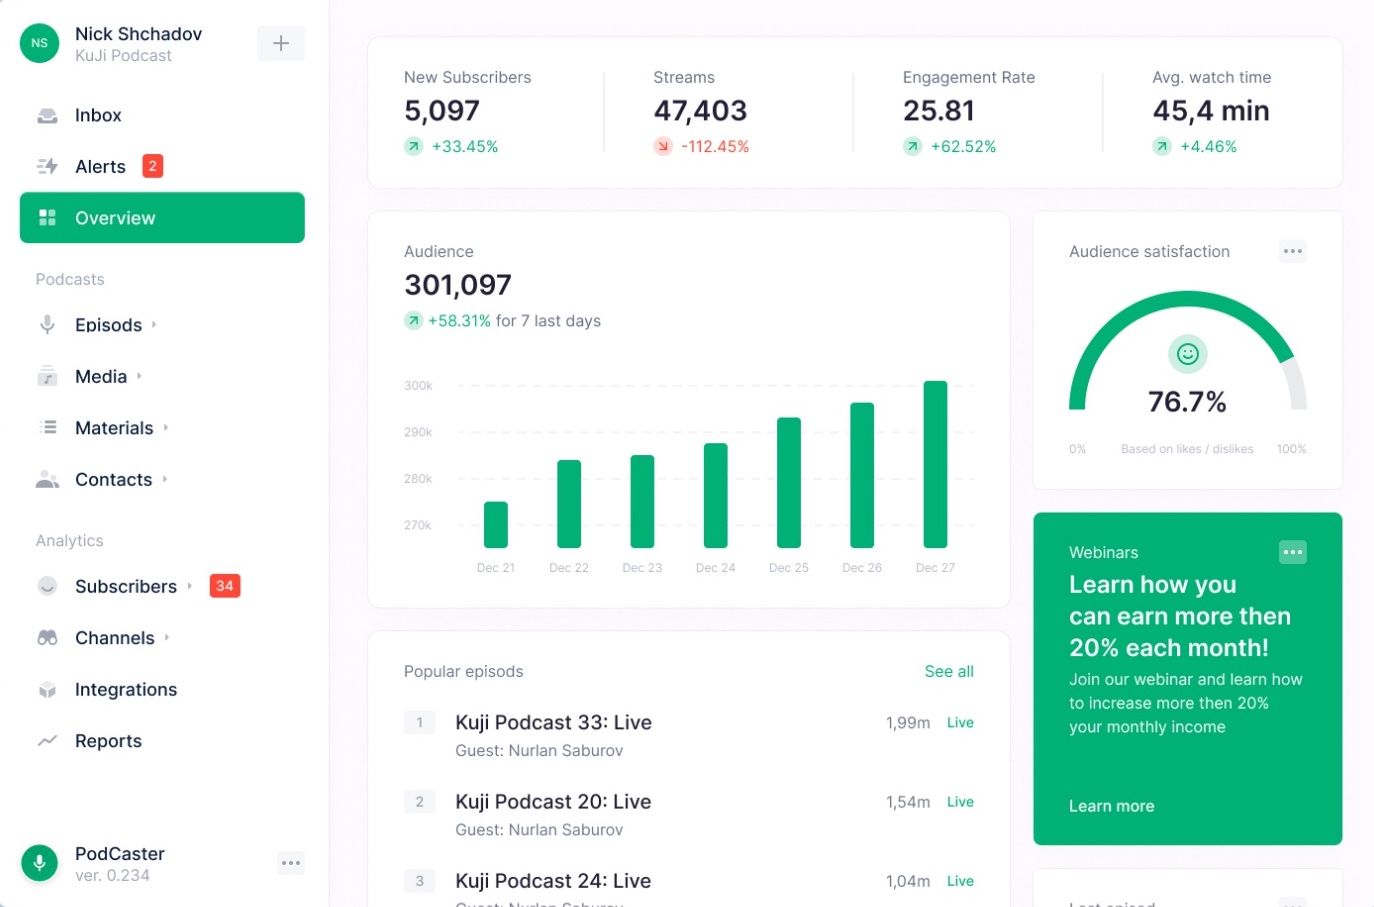 NS
Nick Shchadov
KuJi Podcast
Inbox
Alerts 2
Overview
Podcasts
Episods
Media
Materials
Contacts
Analytics
Subscribers 34
Channels
Integrations
Reports
PodCaster
ver. 0.234
New Subscribers
5,097
+33.45%
Streams
47,403
-112.45%
Engagement Rate
25.81
+62.52%
Avg. watch time
45,4 min
+4.46%
Audience
301,097
+58.31% for 7 last days
300k
290k
280k
270k
Dec 21 Dec 22 Dec 23 Dec 24 Dec 25 Dec 26 Dec 27
Audience satisfaction
76.7%
0% Based on likes / dislikes 100%
Webinars
Learn how you
can earn more then
20% each month!
Join our webinar and learn how
to increase more then 20%
your monthly income
Learn more
Popular episods
See all
1 Kuji Podcast 33: Live 1,99m Live
Guest: Nurlan Saburov
2 Kuji Podcast 20: Live 1,54m Live
Guest: Nurlan Saburov
3 Kuji Podcast 24: Live 1,04m Live